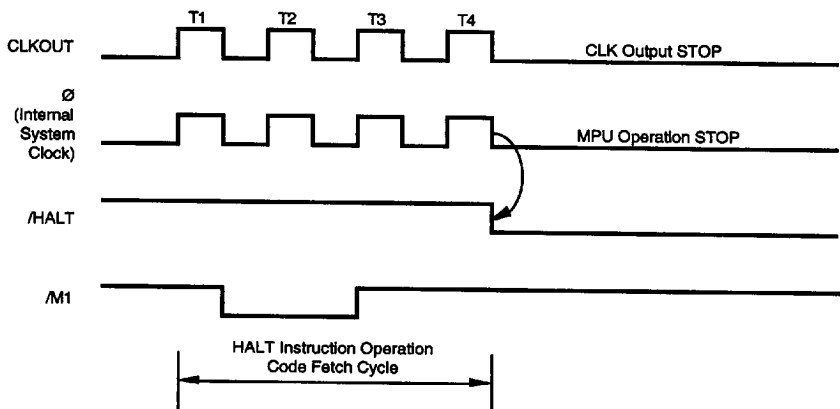 T1 T2 T3 T4
CLKOUT
CLK Output STOP
Ø
(Internal
System
Clock)
MPU Operation STOP
/HALT
/M1
HALT Instruction Operation
Code Fetch Cycle